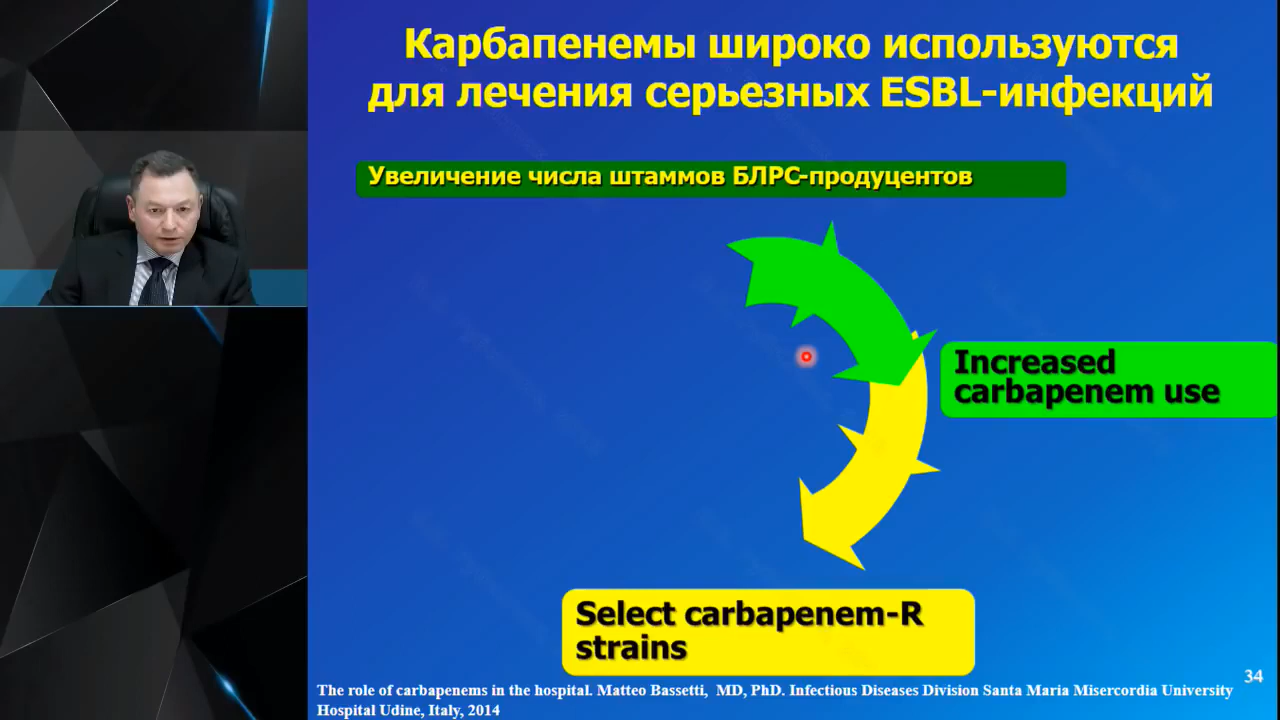 Карбапенемы широко используются
для лечения серьезных ESBL-инфекций
Увеличение числа штаммов БЛРС-продуцентов
Increased
carbapenem use
Select carbapenem-R
strains
34
The role of carbapenems in the hospital. Matteo Bassetti, MD, PhD. Infectious Diseases Division Santa Maria Misercordia University
Hospital Udine, Italy, 2014